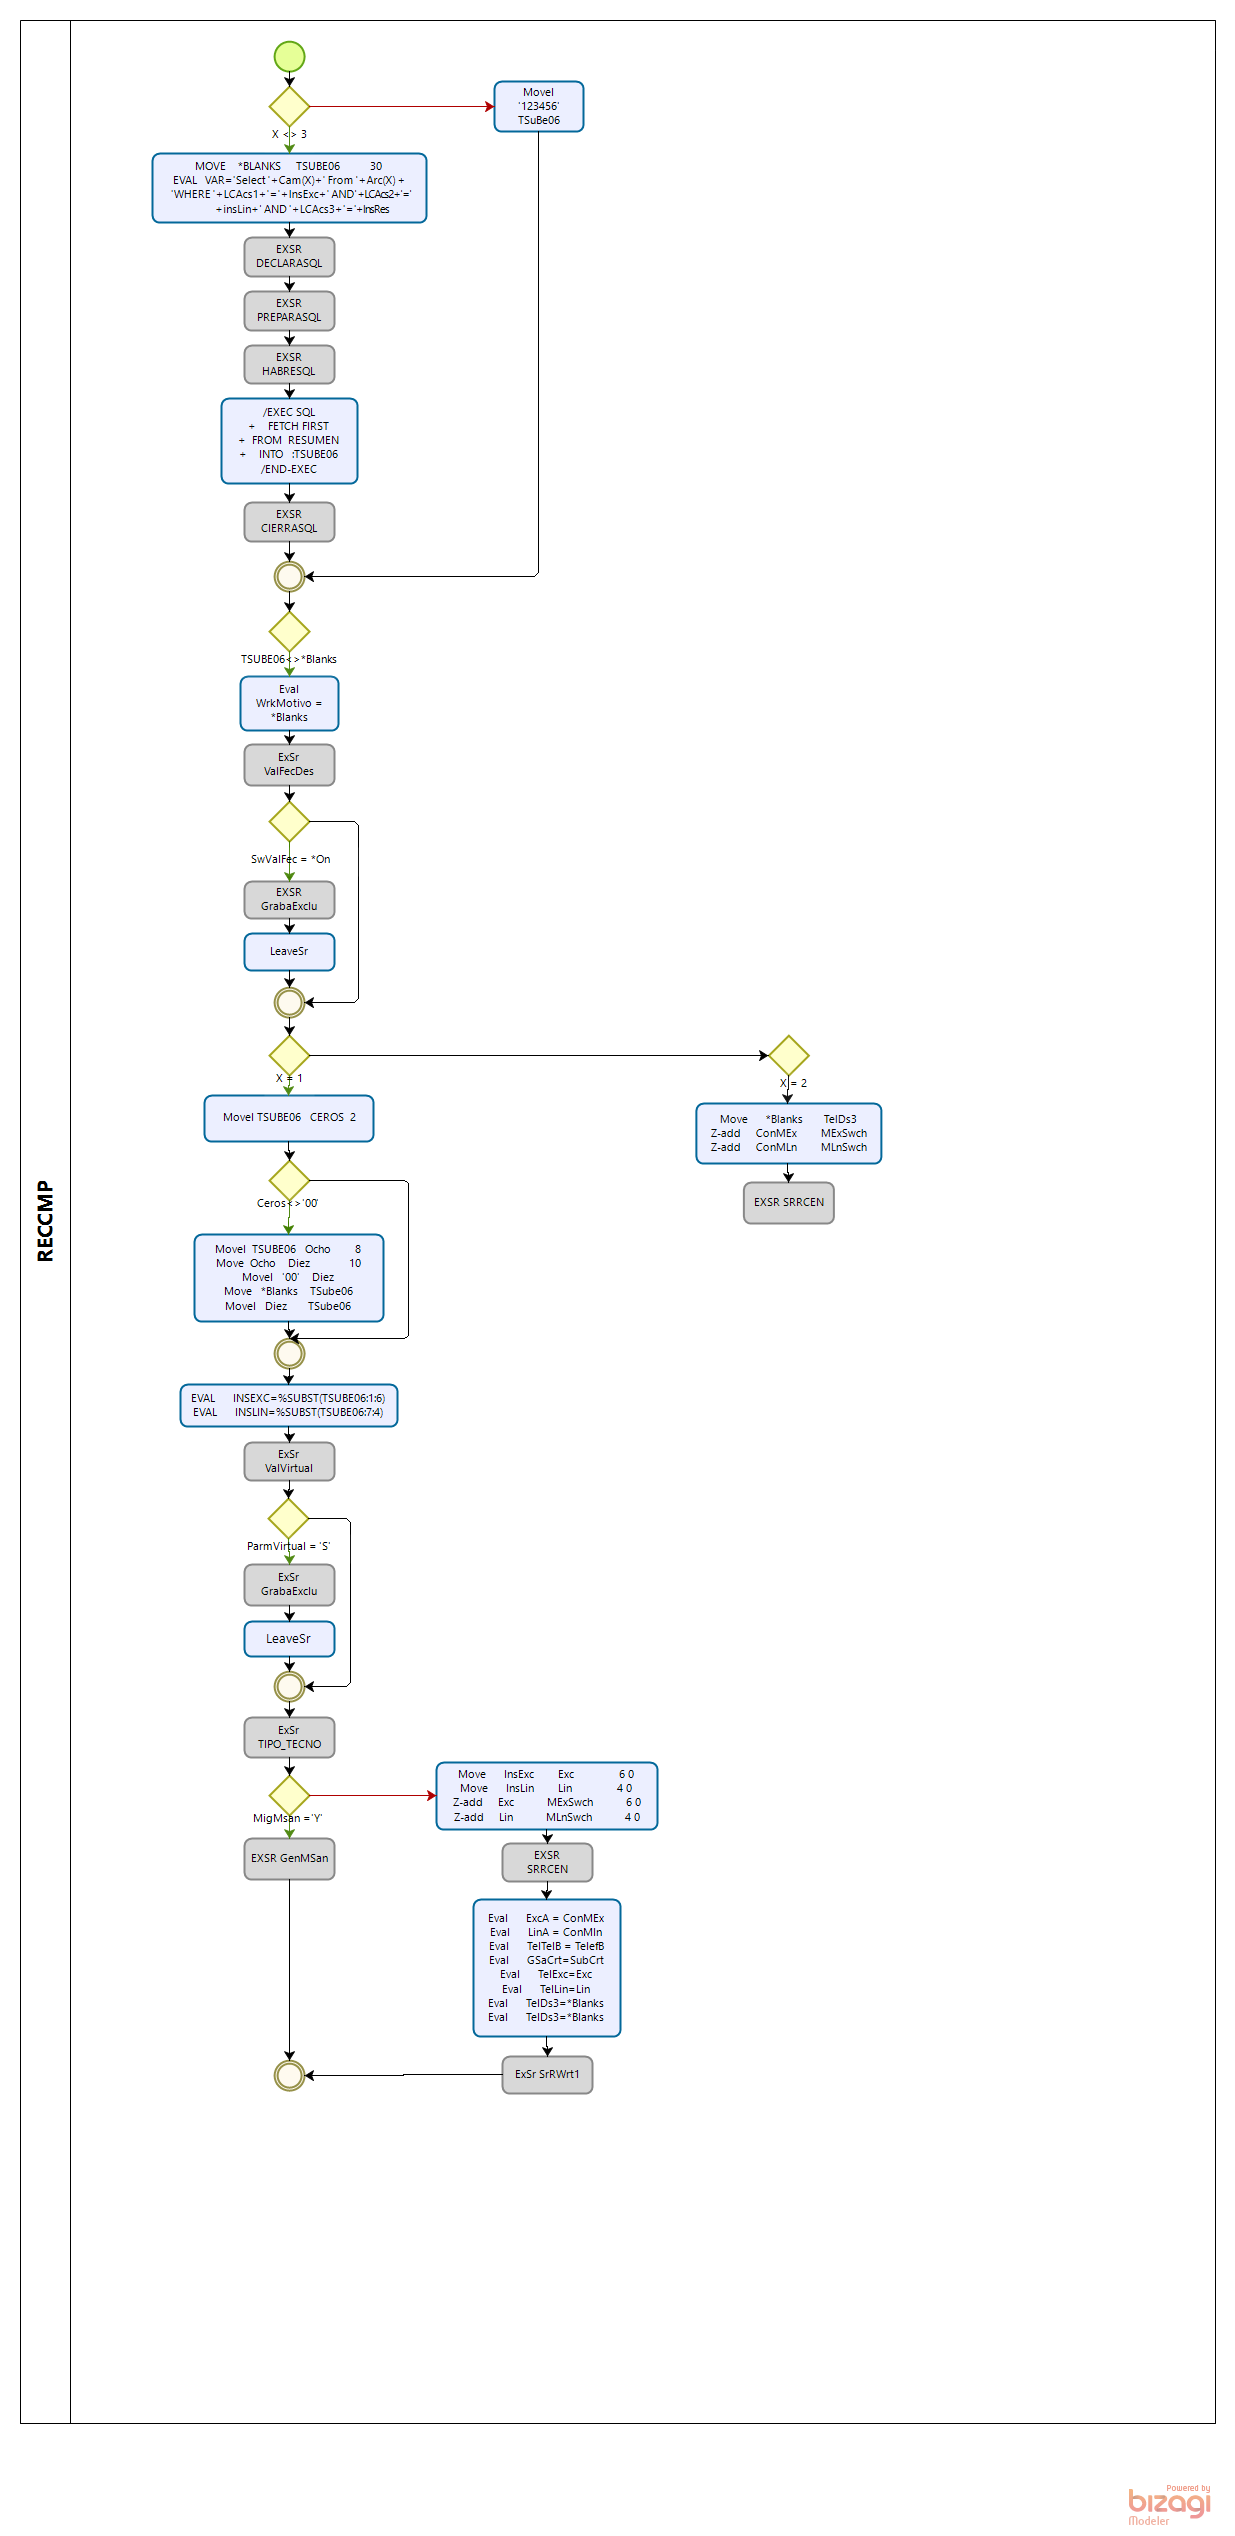 RECCMP
Movel
'123456'
TSuBe06
X <> 3
MOVE *BLANKS TSUBE06 30
EVAL VAR='Select '+Cam(X)+' From '+Arc(X) +
'WHERE '+LCAcs1+'='+InsExc+' AND'+LCAcs2+'='
+insLin+' AND '+LCAcs3+'='+InsRes
EXSR
DECLARASQL
EXSR
PREPARASQL
EXSR
HABRESQL
/EXEC SQL
+ FETCH FIRST
+ FROM RESUMEN
+ INTO :TSUBE06
/END-EXEC
EXSR
CIERRASQL
TSUBE06<>*Blanks
Eval
WrkMotivo =
*Blanks
ExSr
ValFecDes
SwValFec = *On
EXSR
GrabaExclu
LeaveSr
X = 1
X = 2
Movel TSUBE06 CEROS 2
Move *Blanks TelDs3
Z-add ConMEx MExSwch
Z-add ConMLn MLnSwch
EXSR SRRCEN
Ceros<>'00'
Movel TSUBE06 Ocho 8
Move Ocho Diez 10
Movel '00' Diez
Move *Blanks TSube06
Movel Diez TSube06
EVAL INSEXC=%SUBST(TSUBE06:1:6)
EVAL INSLIN=%SUBST(TSUBE06:7:4)
ExSr
ValVirtual
ParmVirtual = 'S'
ExSr
GrabaExclu
LeaveSr
ExSr
TIPO_TECNO
MigMsan ='Y'
Move InsExc Exc 6 0
Move InsLin Lin 4 0
Z-add Exc MExSwch 6 0
Z-add Lin MLnSwch 4 0
EXSR GenMSan
EXSR
SRRCEN
Eval ExcA = ConMEx
Eval LinA = ConMln
Eval TelTelB = TelefB
Eval GSaCrt=SubCrt
Eval TelExc=Exc
Eval TelLin=Lin
Eval TelDs3=*Blanks
Eval TelDs3=*Blanks
ExSr SrRWrt1
Powered by
bizagi
Modeler